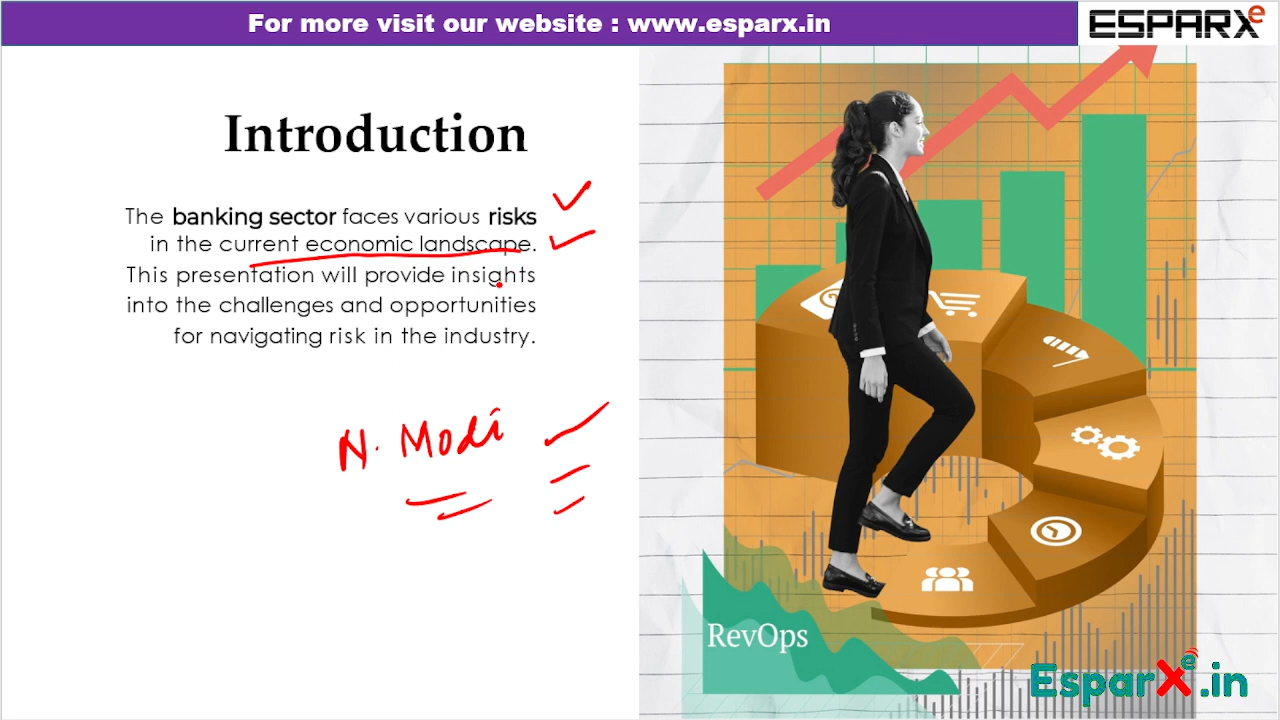 For more visit our website : www.esparx.in
ESPARX e
Introduction
The banking sector faces various risks
in the current economic landscape.
This presentation will provide insights
into the challenges and opportunities
for navigating risk in the industry.
N. Modi
RevOps
EsparXe.in